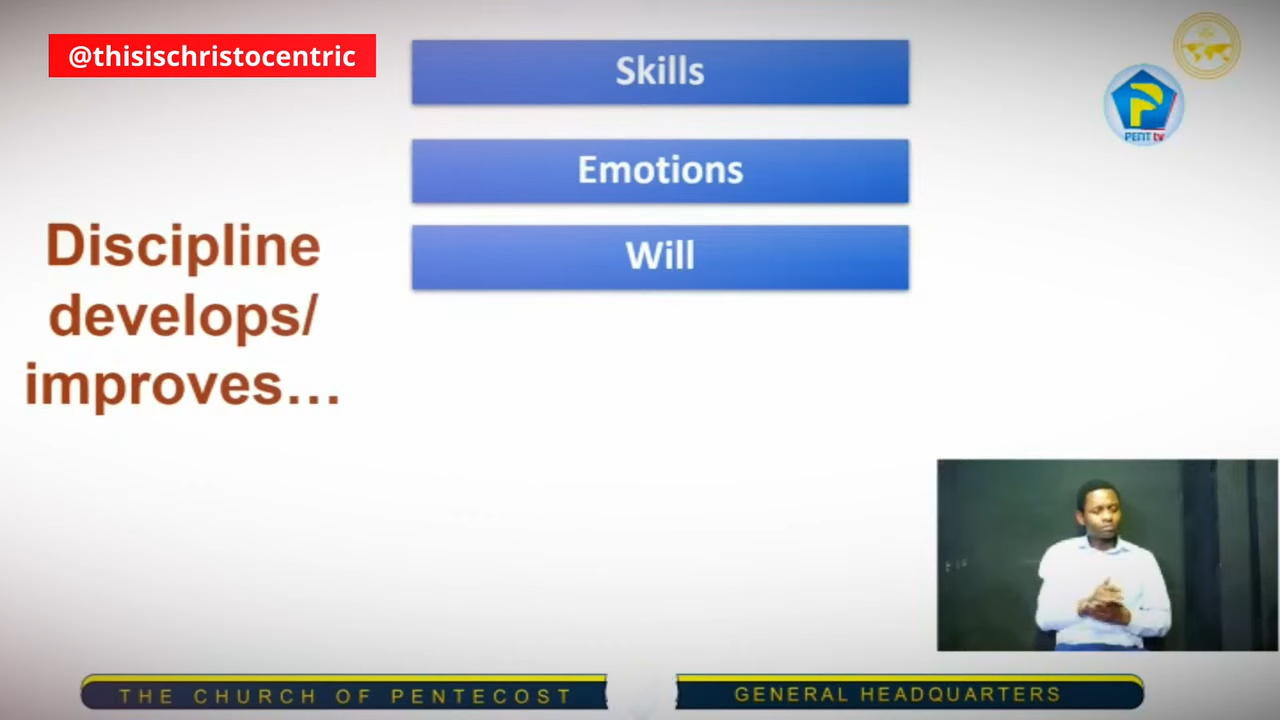 @thisischristocentric
Skills
Emotions
Will
Discipline
develops/
improves…
PENT tv
THE CHURCH OF PENTECOST
GENERAL HEADQUARTERS